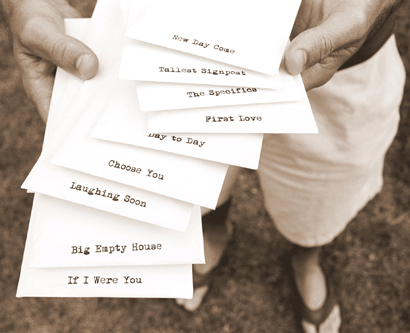 New Day Come
Tallest Signpost
The Specifics
First Love
Day to Day
Choose You
Laughing Soon
Big Empty House
If I Were You